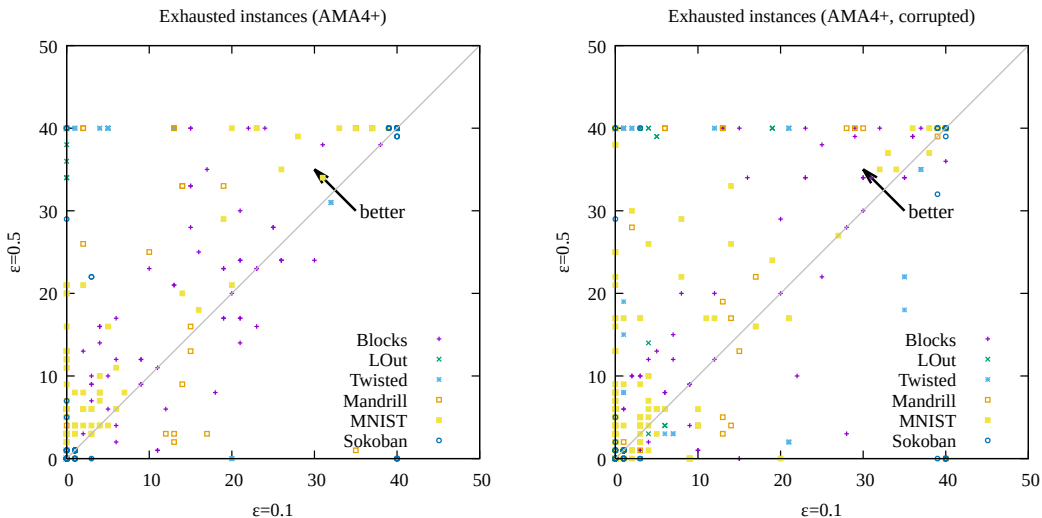 Exhausted instances (AMA4+)
50
40
30
20
10
0
ε=0.5
better
Blocks
LOut
Twisted
Mandrill
MNIST
Sokoban
0 10 20 30 40 50
ε=0.1
Exhausted instances (AMA4+, corrupted)
50
40
30
20
10
0
ε=0.5
better
Blocks
LOut
Twisted
Mandrill
MNIST
Sokoban
0 10 20 30 40 50
ε=0.1